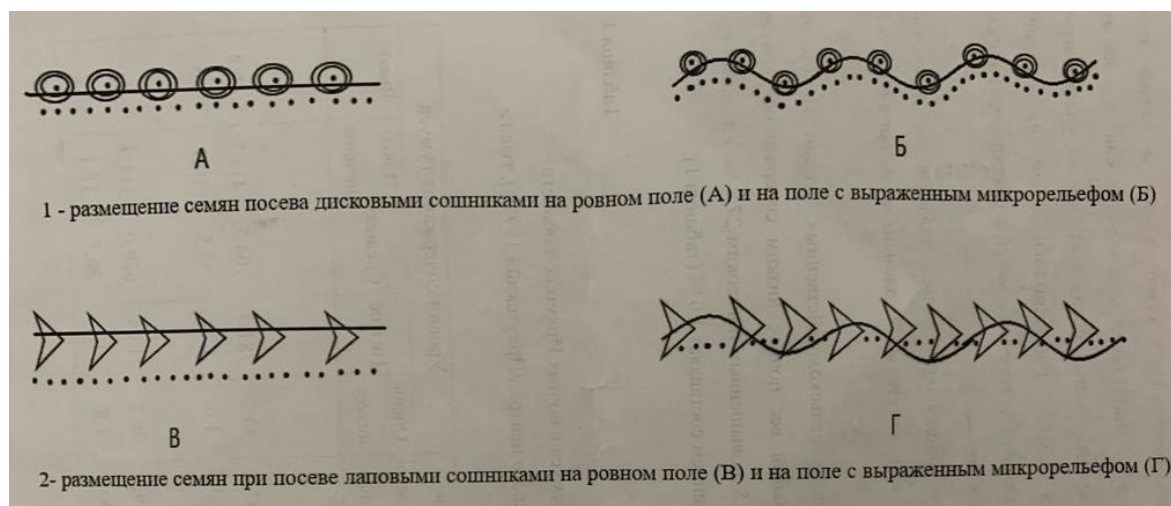 А
Б
1 - размещение семян посева дисковыми сошниками на ровном поле (А) и на поле с выраженным микрорельефом (Б)
В
Г
2- размещение семян при посеве лаповыми сошниками на ровном поле (В) и на поле с выраженным микрорельефом (Г)